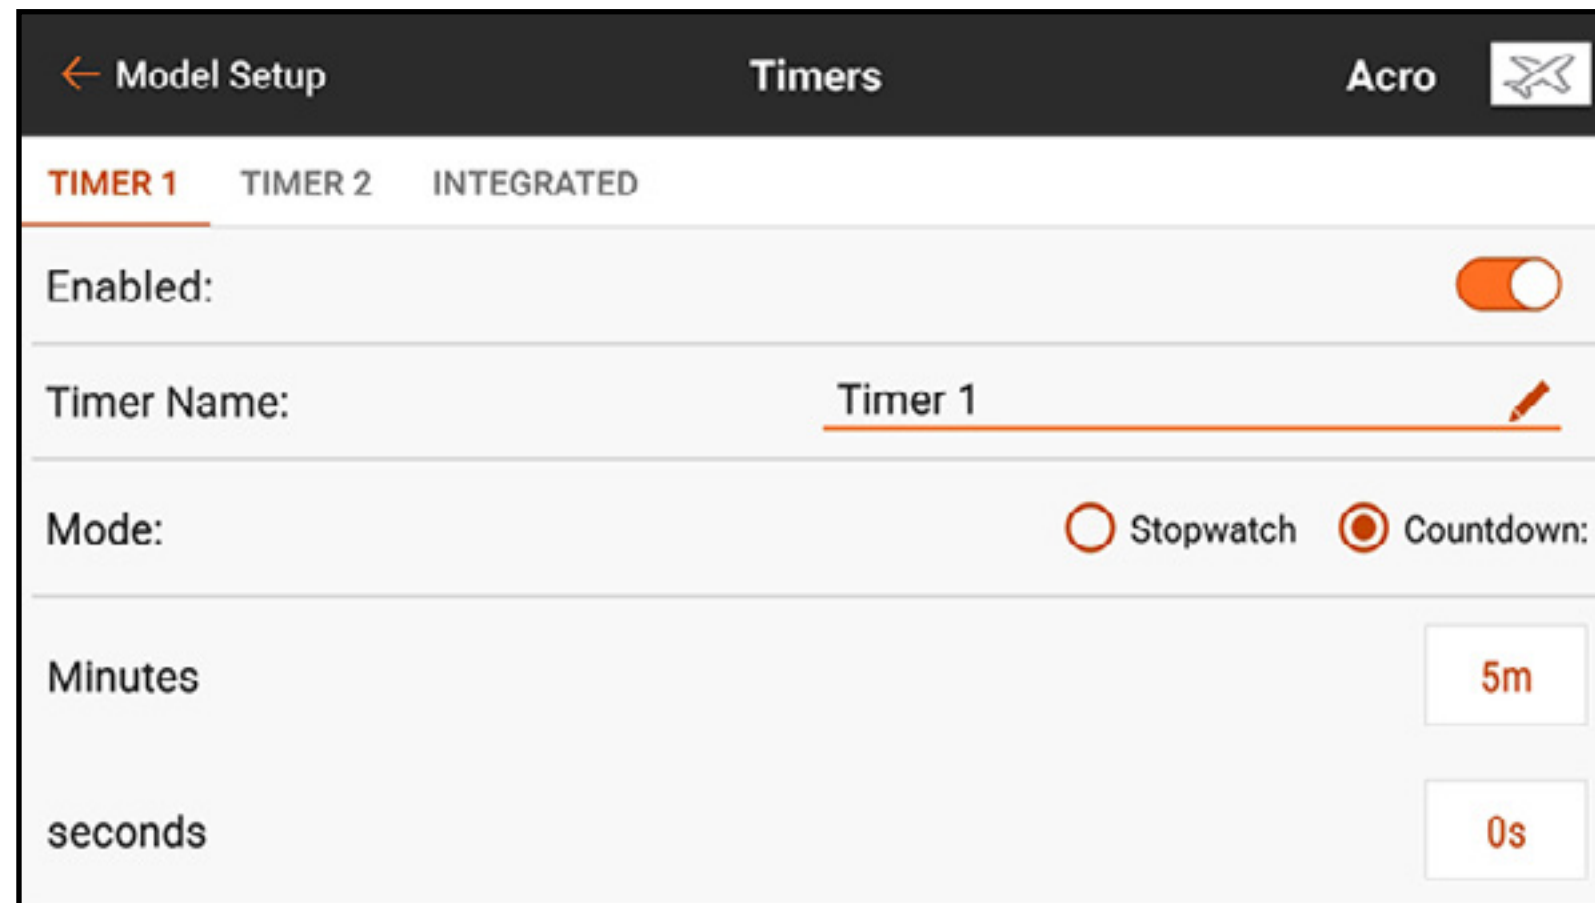 Model Setup Timers Acro
TIMER 1 TIMER 2 INTEGRATED
Enabled:
Timer Name: Timer 1
Mode: Stopwatch Countdown:
Minutes 5m
seconds 0s